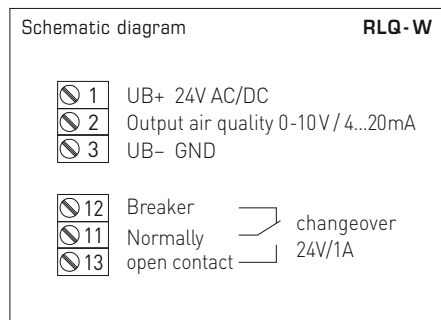 Schematic diagram RLQ-W
1 UB+ 24V AC/DC
2 Output air quality 0-10V / 4...20mA
3 UB– GND
12 Breaker
11 Normally
13 open contact
changeover
24V/1A